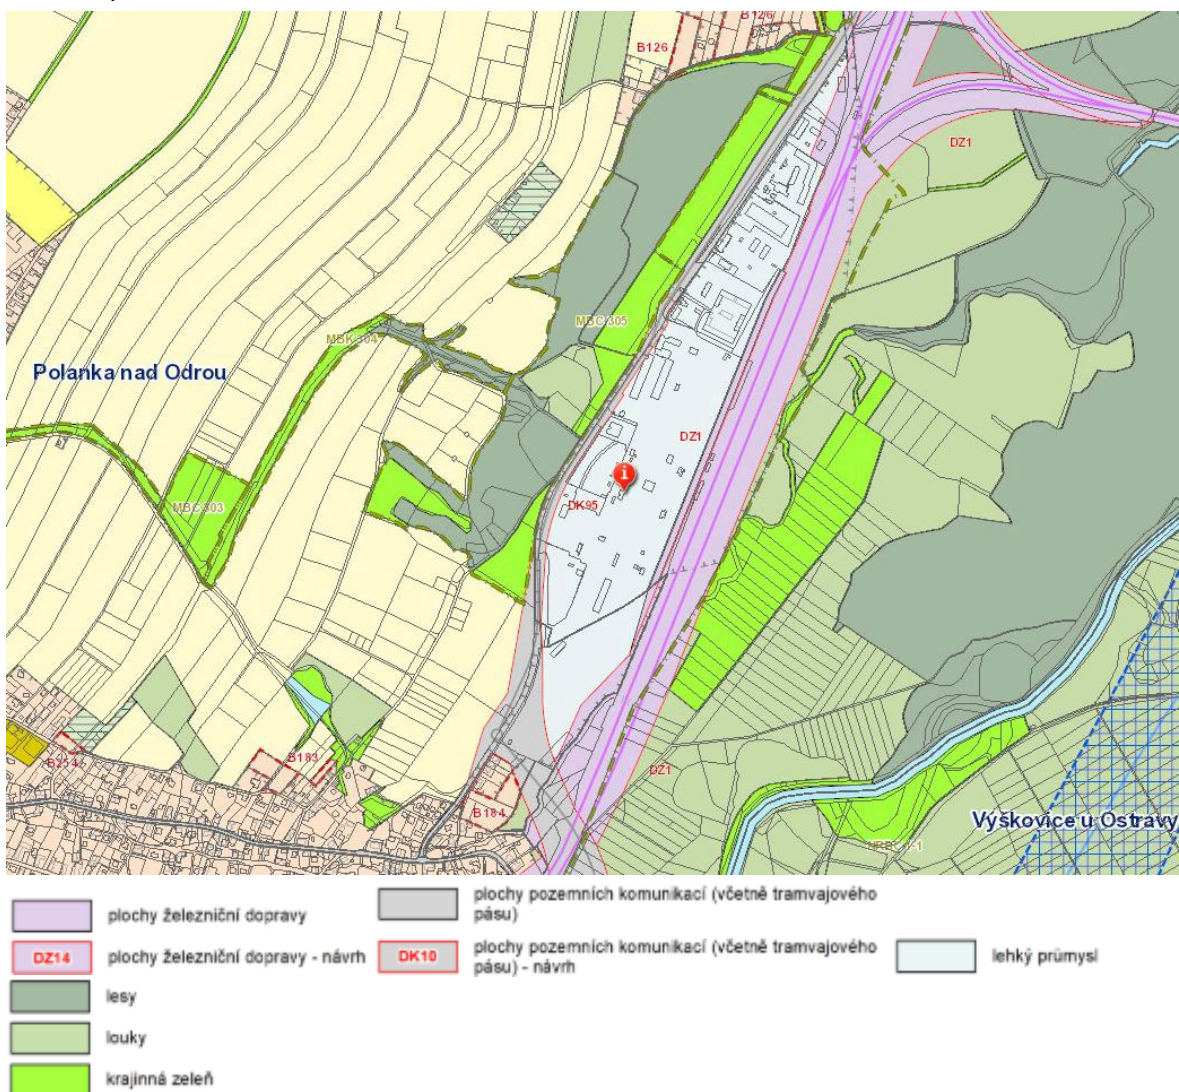 B126
B126
DZ1
MBC 305
MBK 304
Polanka nad Odrou
DZ1
i
DK95
MBC 303
B254
B183
DZ1
B184
Výškovice u Ostravy
plochy železniční dopravy
plochy pozemních komunikací (včetně tramvajového
pásu)
DZ14
plochy železniční dopravy - návrh
DK10
plochy pozemních komunikací (včetně tramvajového
pásu) - návrh
lehký průmysl
lesy
louky
krajinná zeleň